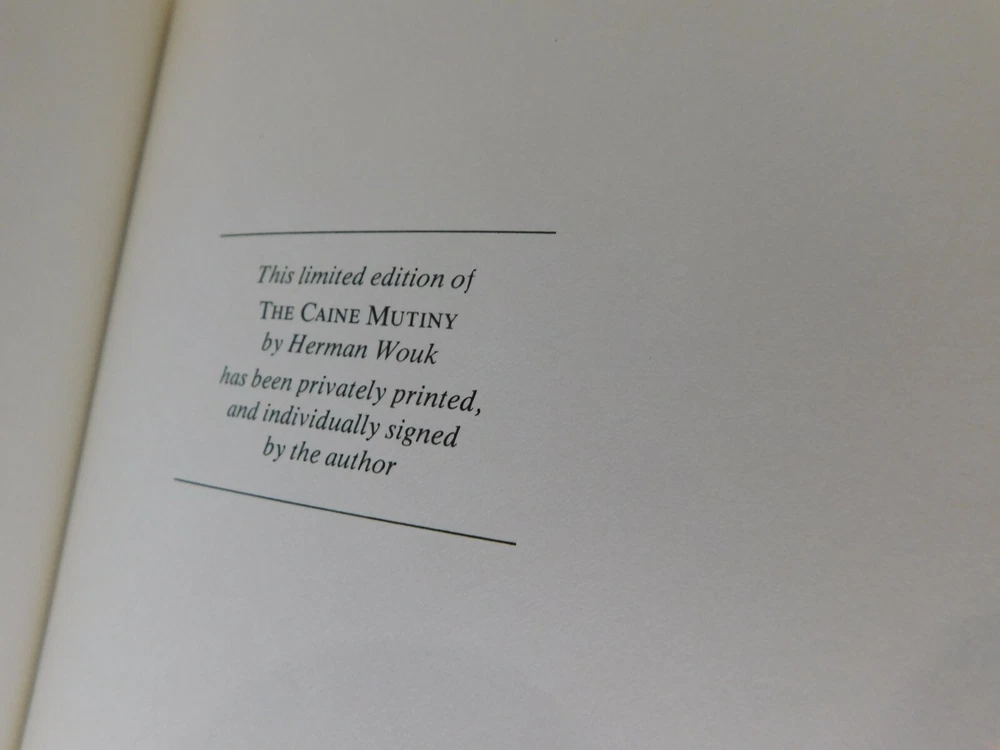 This limited edition of
THE CAINE MUTINY
by Herman Wouk
has been privately printed,
and individually signed
by the author